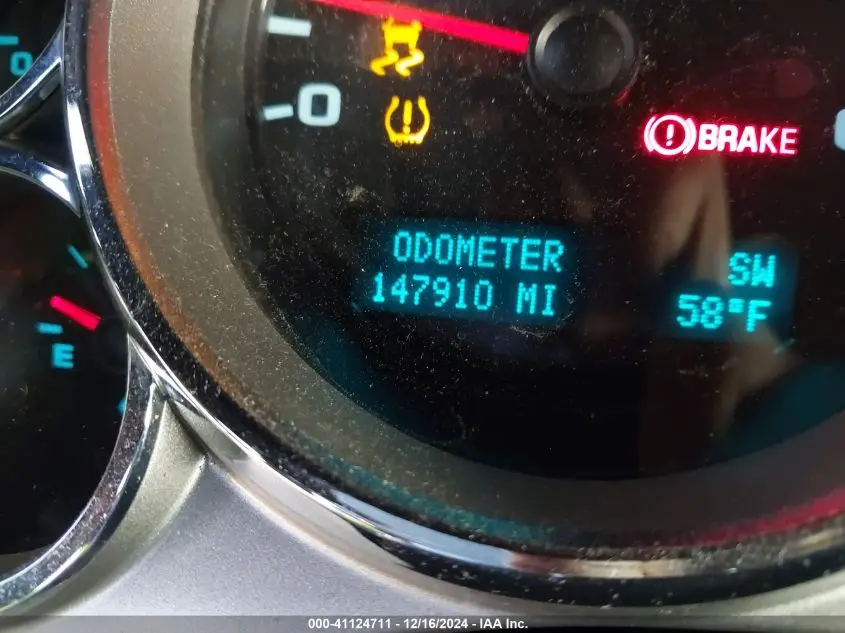 0
BRAKE
ODOMETER
147910 MI
SW
58°F
E
000-41124711 - 12/16/2024 - IAA Inc.